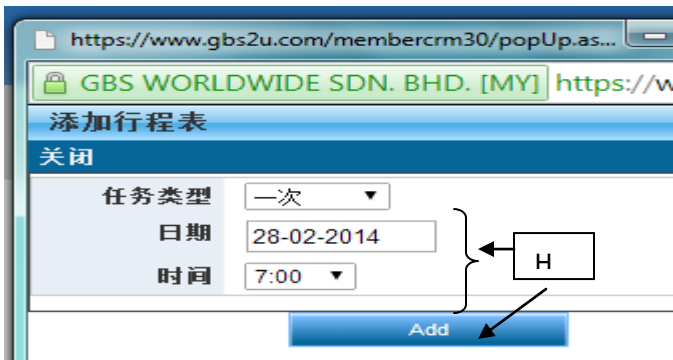 https://www.gbs2u.com/membercrm30/popUp.as...
GBS WORLDWIDE SDN. BHD. [MY] https://w
添加行程表
关闭
任务类型 一次
日期 28-02-2014
时间 7:00
H
Add